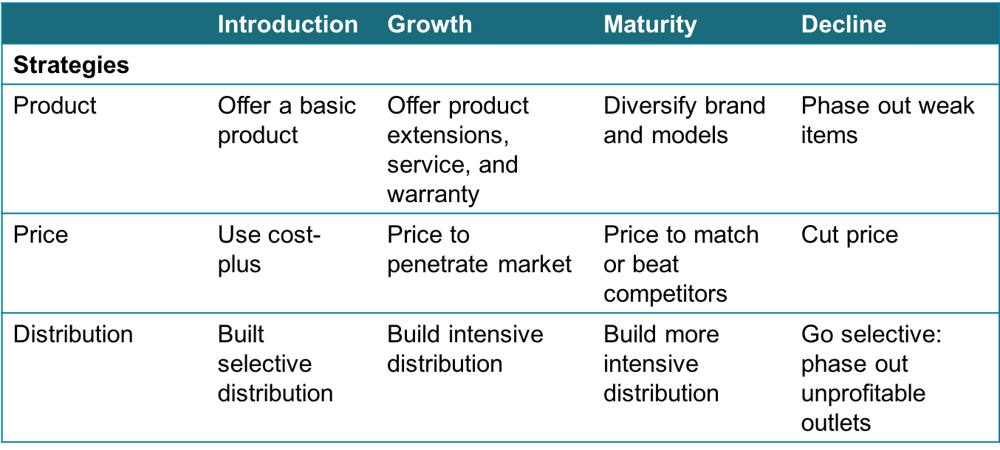 Introduction Growth Maturity Decline
Strategies
Product Offer a basic Offer product Diversify brand Phase out weak
product extensions, and models items
service, and
warranty
Price Use cost- Price to Price to match Cut price
plus penetrate market or beat
competitors
Distribution Built Build intensive Build more Go selective:
selective distribution intensive phase out
distribution distribution unprofitable
outlets